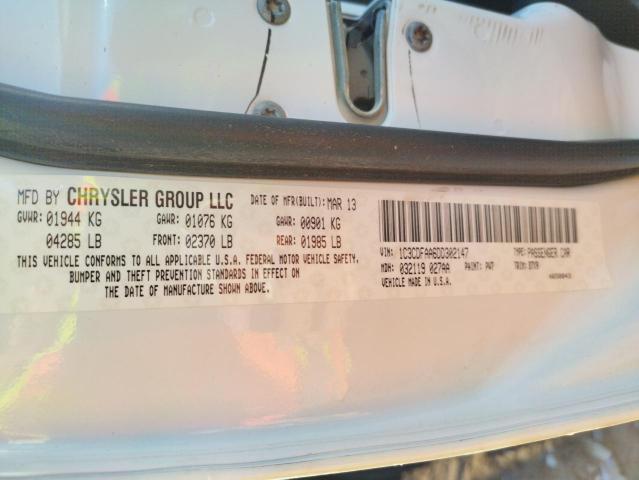 MFD BY CHRYSLER GROUP LLC DATE OF MFR(BUILT): MAR 13
GVWR: 01944 KG GAWR: 01076 KG GAWR: 00901 KG
04285 LB FRONT: 02370 LB REAR: 01985 LB
THIS VEHICLE CONFORMS TO ALL APPLICABLE U.S.A. FEDERAL MOTOR VEHICLE SAFETY,
BUMPER AND THEFT PREVENTION STANDARDS IN EFFECT ON
THE DATE OF MANUFACTURE SHOWN ABOVE.
VIN: 1C3CDFAA6DD302147 TYPE: PASSENGER CAR
MDH: 032119 027AA PAINT: PW7 TRIM:
VEHICLE MADE IN U.S.A.